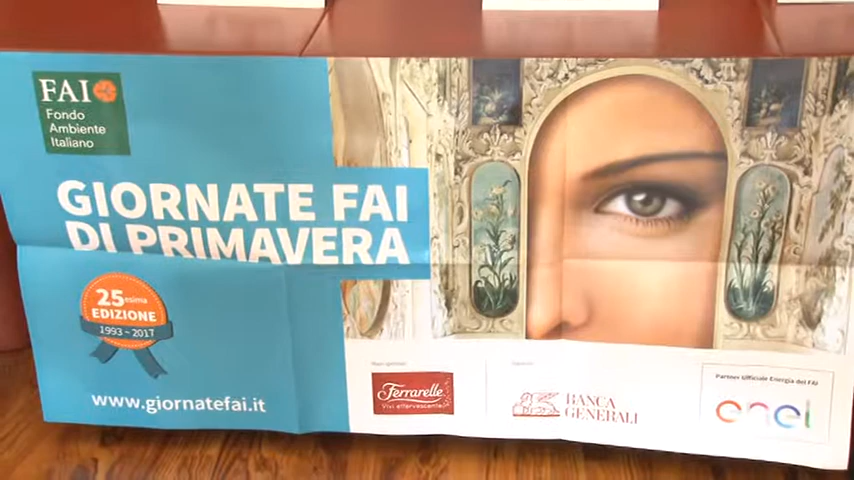 FAI
Fondo
Ambiente
Italiano
GIORNATE FAI
DI PRIMAVERA
25esima
EDIZIONE
1993 - 2017
www.giornatefai.it
Ferrarelle
Vivi effervescente
BANCA
GENERALI
Partner Ufficiale Energia del FAI
enel